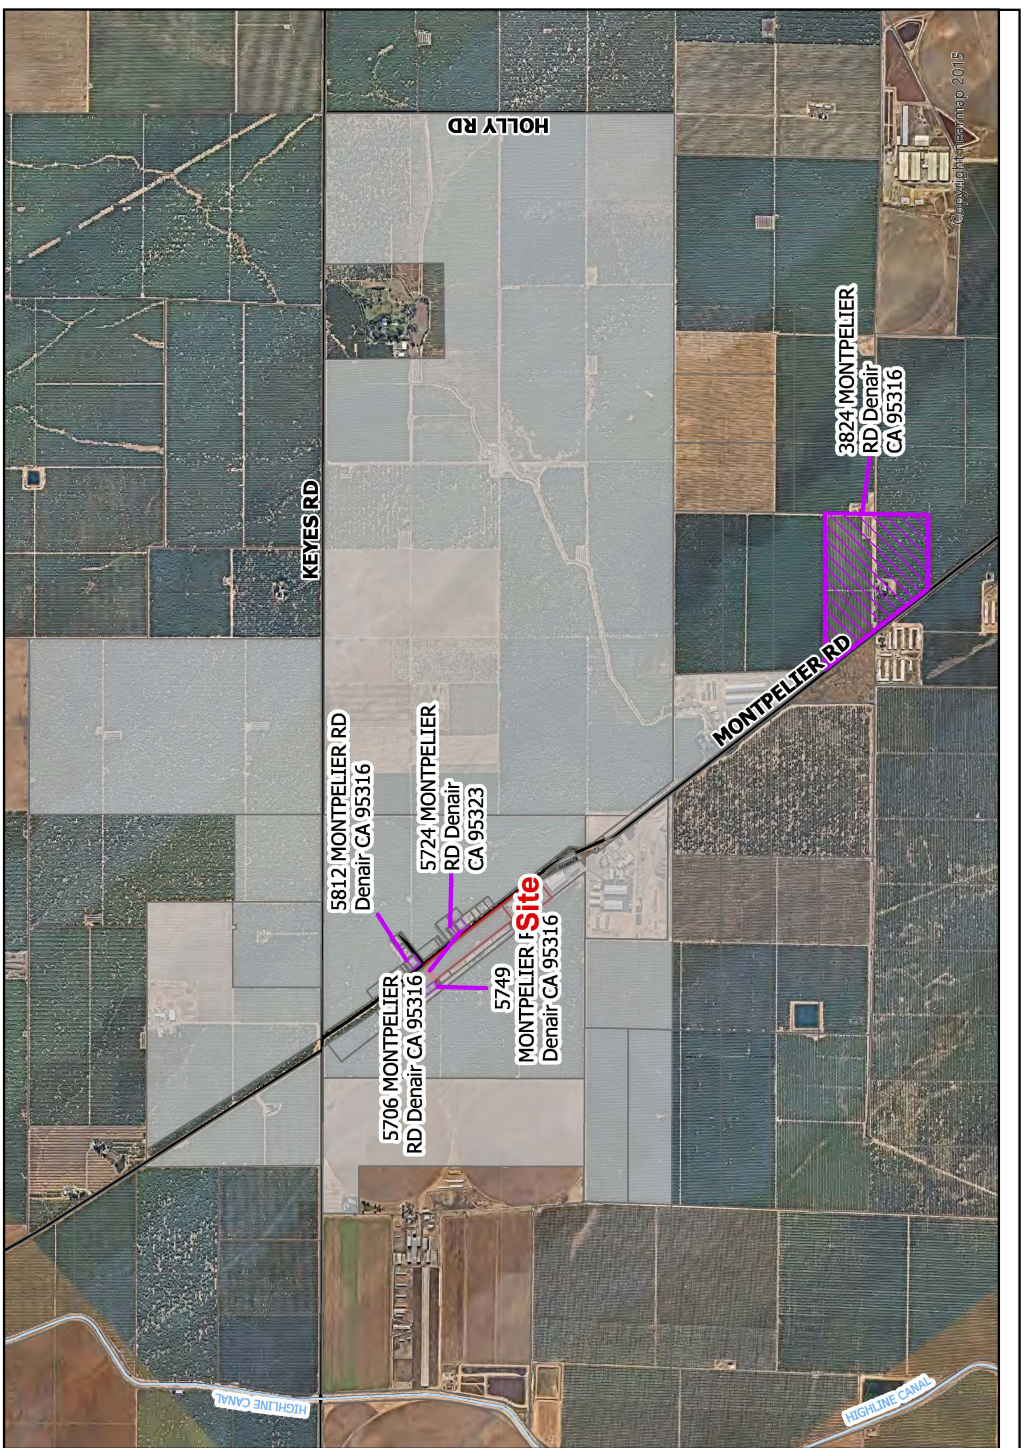 HOLLY RD
Copyright nearmap 2015
3824 MONTPELIER
RD Denair
CA 95316
KEYES RD
MONTPELIER RD
5812 MONTPELIER RD
Denair CA 95316
5724 MONTPELIER
RD Denair
CA 95323
Site
5706 MONTPELIER
RD Denair CA 95316
5749
MONTPELIER R
Denair CA 95316
HIGHLINE CANAL
HIGHLINE CANAL